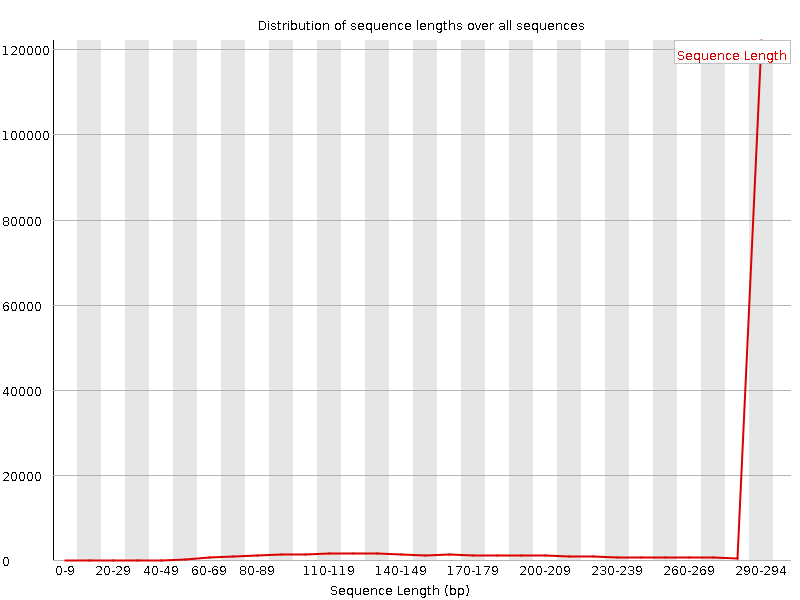 Distribution of sequence lengths over all sequences
Sequence Length
120000
100000
80000
60000
40000
20000
0
0-9 20-29 40-49 60-69 80-89 110-119 140-149 170-179 200-209 230-239 260-269 290-294
Sequence Length (bp)